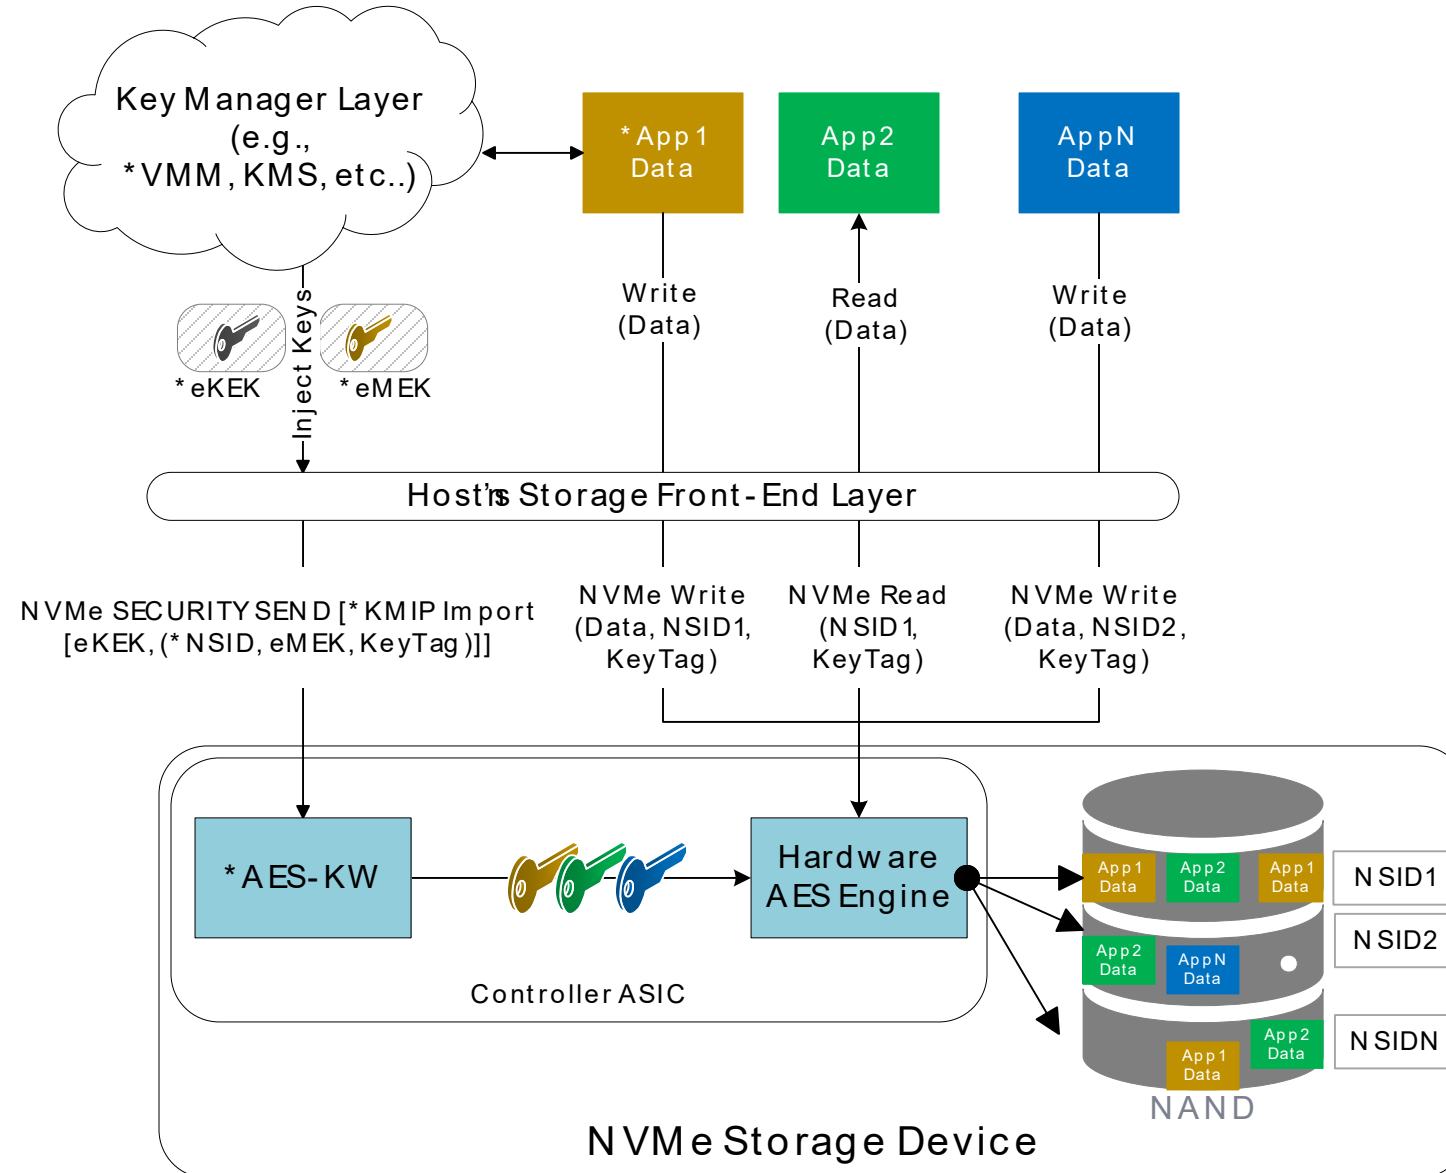 Key Manager Layer
(e.g.,
*VMM, KMS, etc..)
*App1
Data
App2
Data
AppN
Data
Write
(Data)
Read
(Data)
Write
(Data)
Inject Keys
*eKEK
*eMEK
Host's Storage Front-End Layer
NVMe SECURITY SEND [*KMIP Import
[eKEK, (*NSID, eMEK, KeyTag)]]
NVMe Write
(Data, NSID1,
KeyTag)
NVMe Read
(NSID1,
KeyTag)
NVMe Write
(Data, NSID2,
KeyTag)
*AES-KW
Hardware
AES Engine
Controller ASIC
App1
Data
App2
Data
App1
Data
NSID1
App2
Data
AppN
Data
NSID2
App2
Data
App1
Data
NSIDN
NAND
NVMe Storage Device